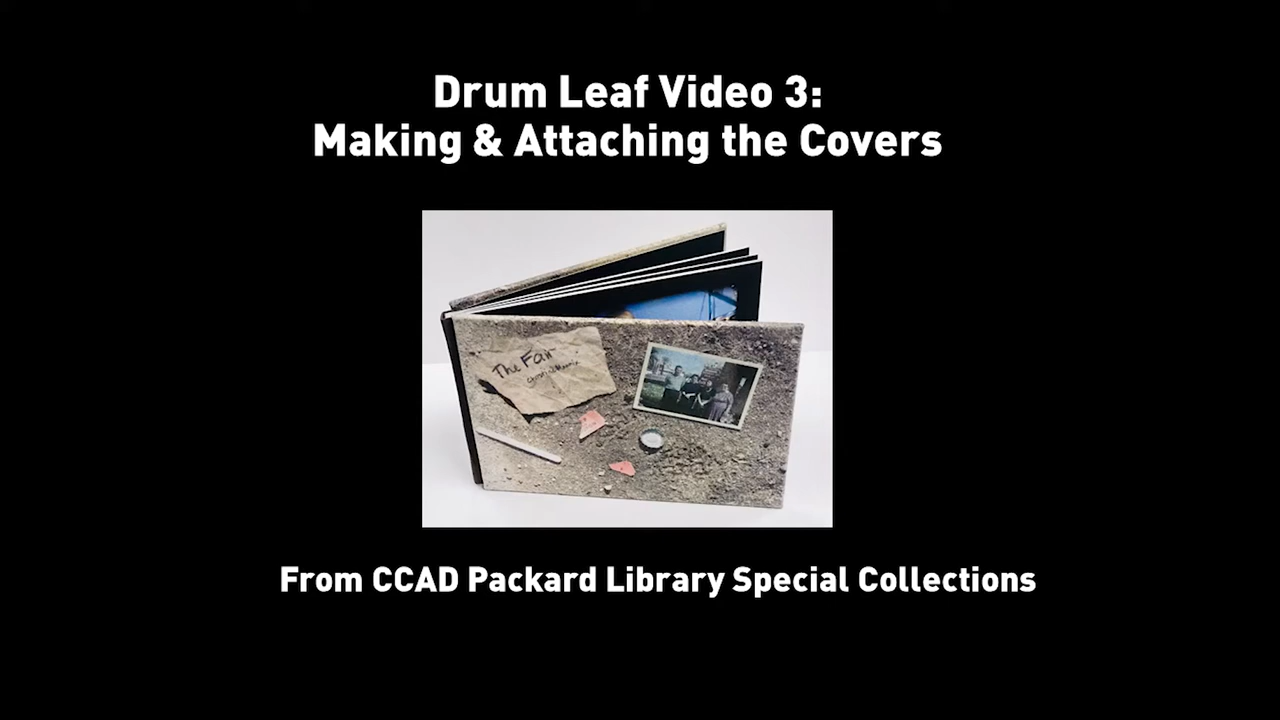 Drum Leaf Video 3:
Making & Attaching the Covers
The Fair
From CCAD Packard Library Special Collections